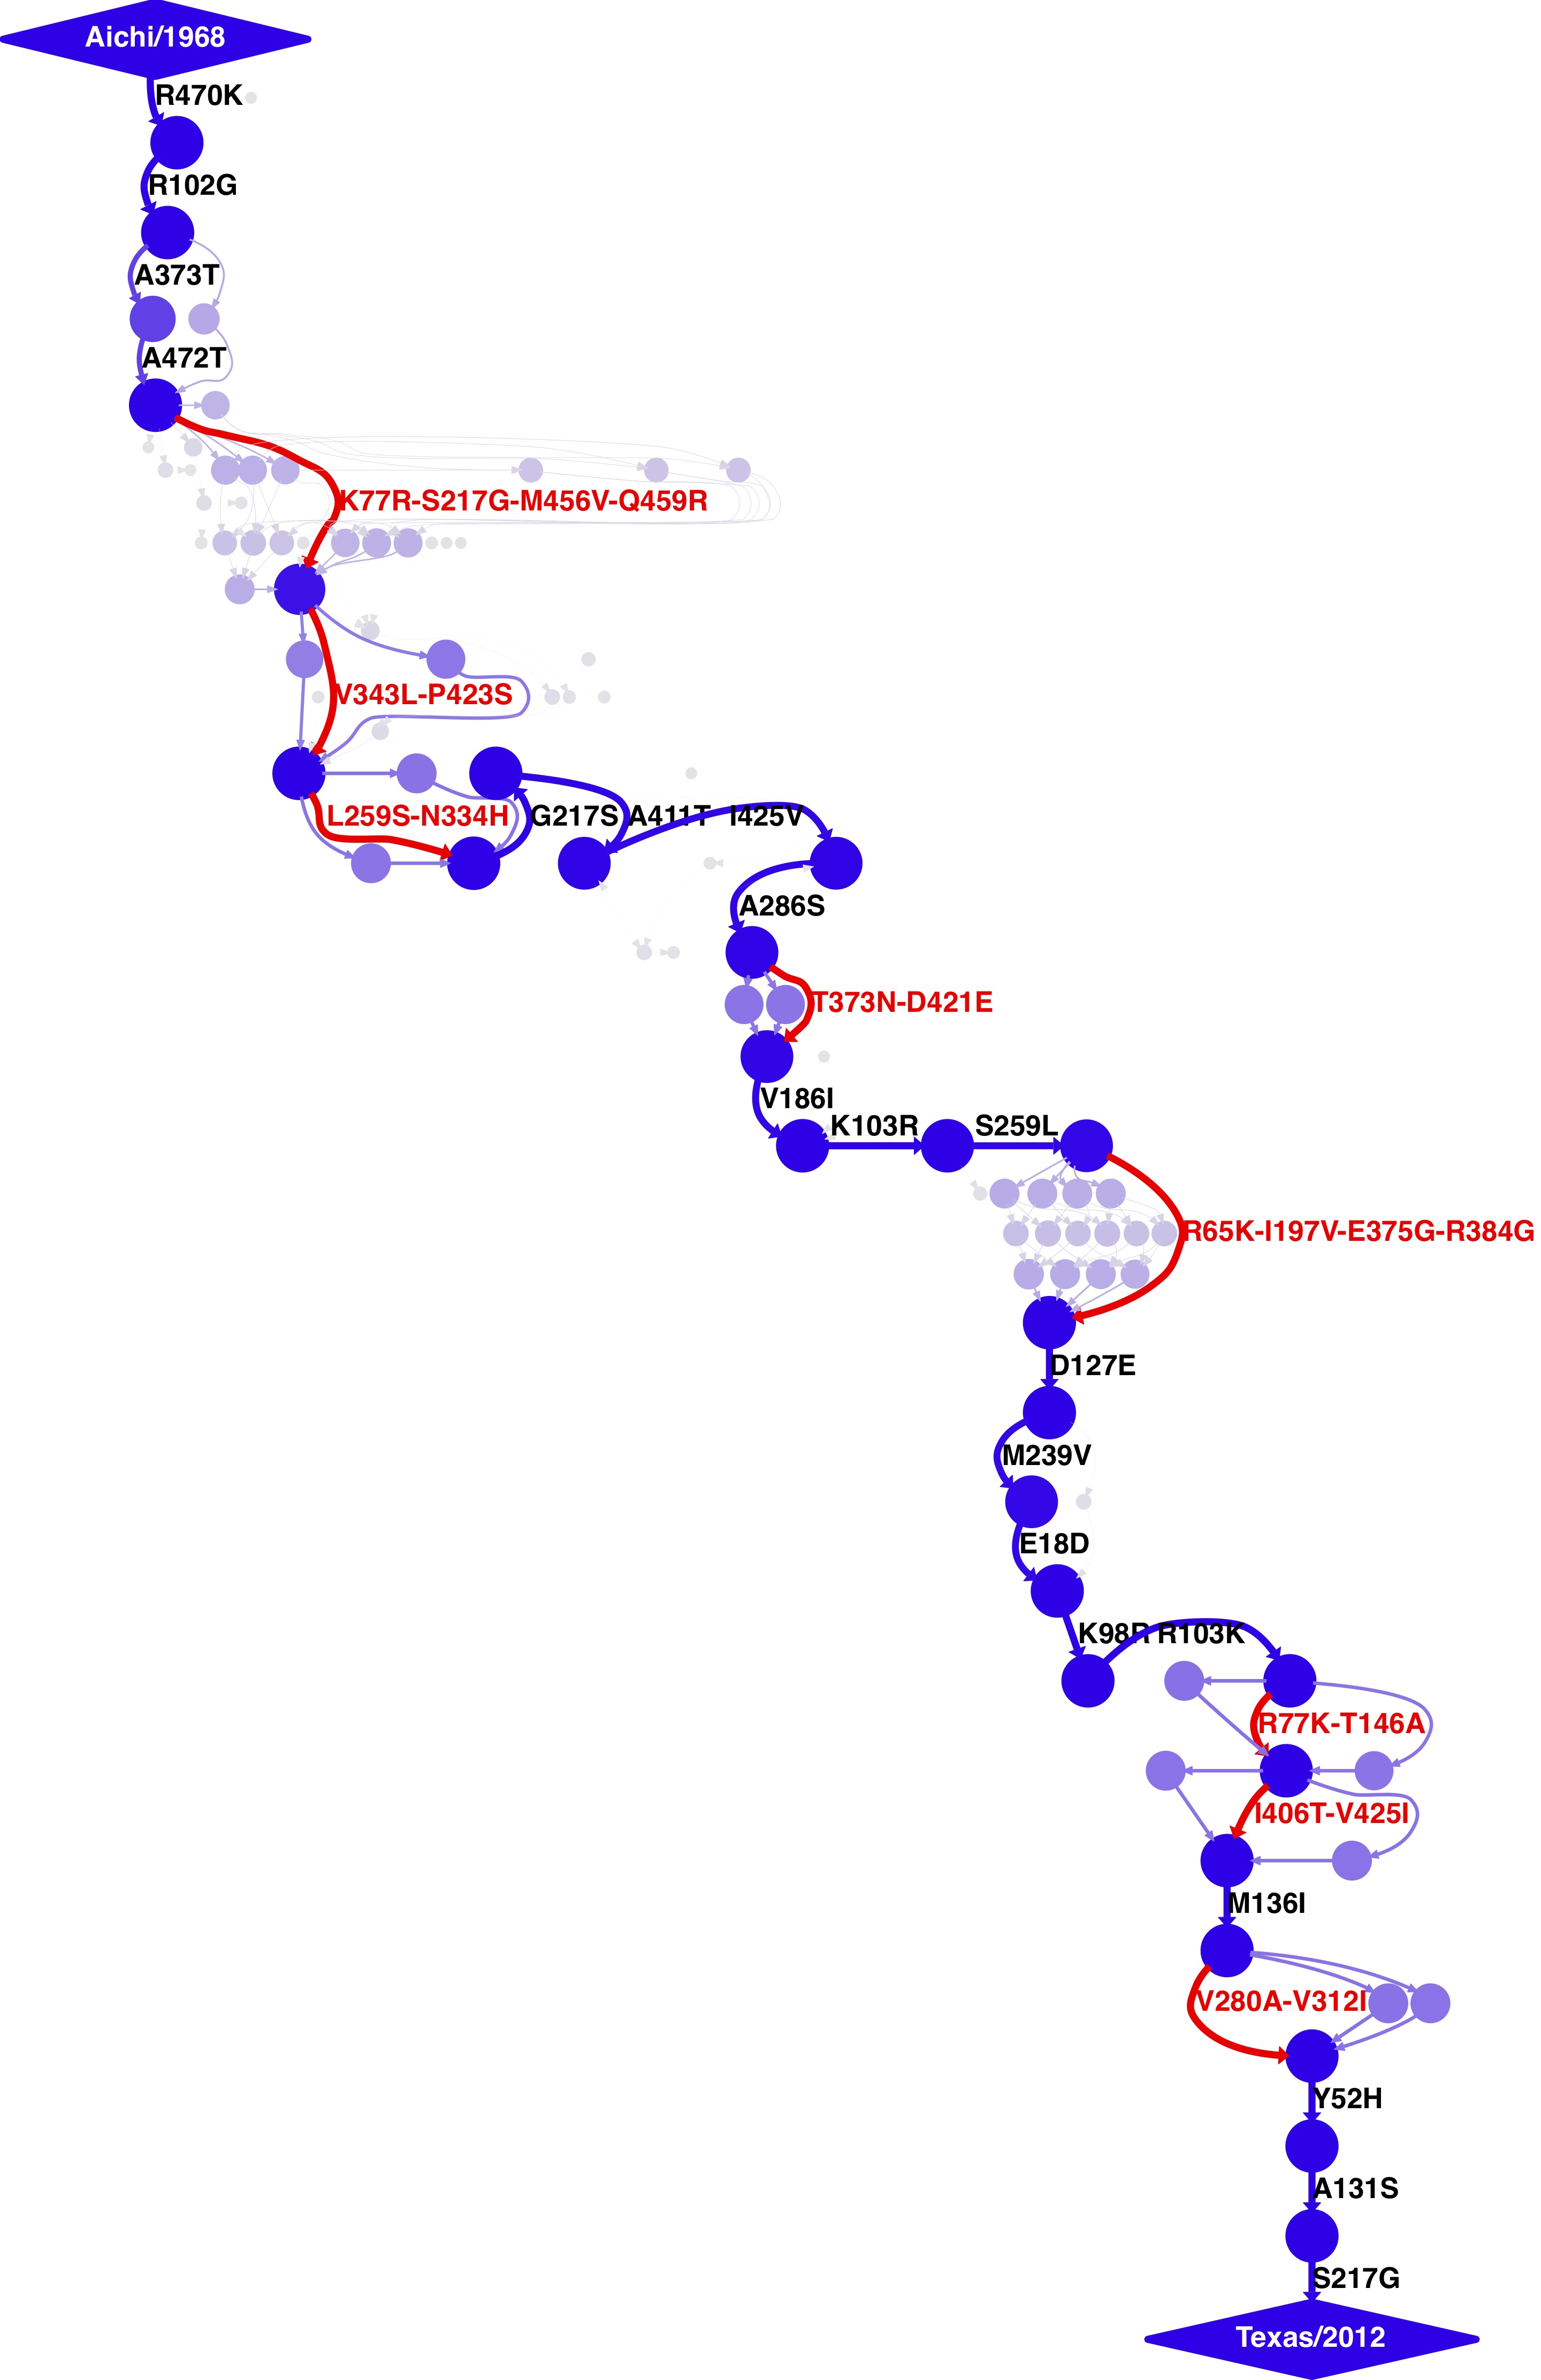 Aichi/1968
R470K
R102G
A373T
A472T
K77R-S217G-M456V-Q459R
V343L-P423S
L259S-N334H
G217S
A411T
I425V
A286S
T373N-D421E
V186I
K103R
S259L
R65K-I197V-E375G-R384G
D127E
M239V
E18D
K98R
R103K
R77K-T146A
I406T-V425I
M136I
V280A-V312I
Y52H
A131S
S217G
Texas/2012